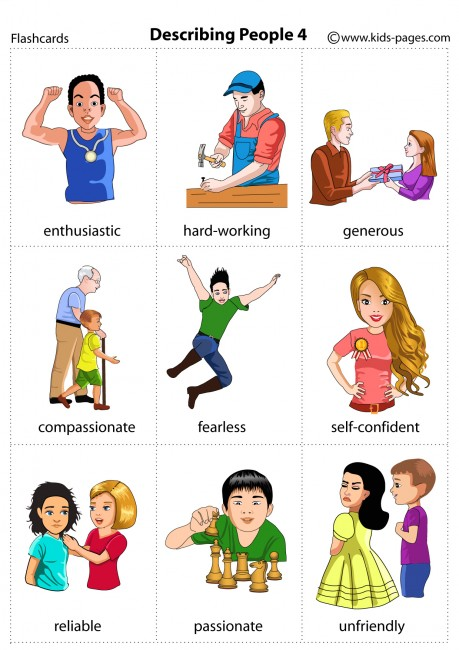 Flashcards
Describing People 4
©www.kids-pages.com
enthusiastic
hard-working
generous
compassionate
fearless
self-confident
reliable
passionate
unfriendly